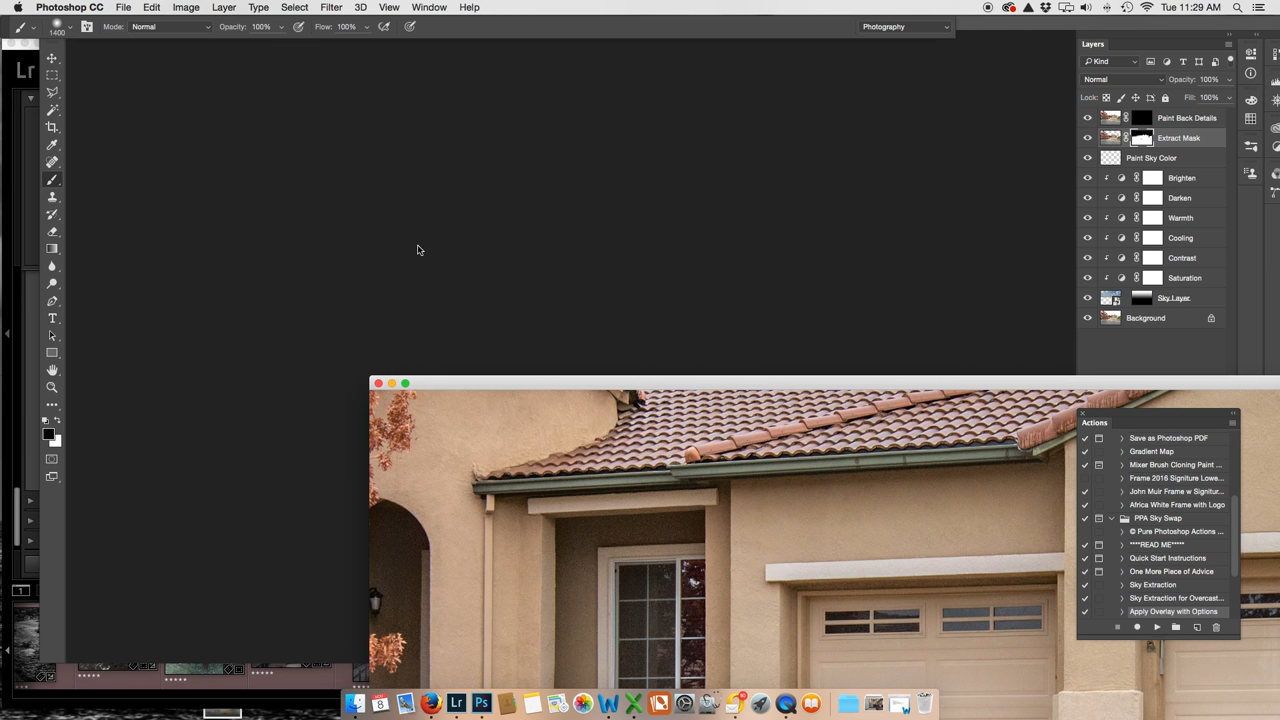 Photoshop CC File Edit Image Layer Type Select Filter 3D View Window Help Tue 11:29 AM
1400 Mode: Normal Opacity: 100% Flow: 100% Photography
Lr
Layers
Kind
Normal Opacity: 100%
Lock: Fill: 100%
Paint Back Details
Extract Mask
Paint Sky Color
Brighten
Darken
Warmth
Cooling
Contrast
Saturation
Sky Layer
Background
Actions
Save as Photoshop PDF
Gradient Map
Mixer Brush Cloning Paint ...
Frame 2016 Signiture Lowe...
John Muir Frame w Signitur...
Africa White Frame with Logo
PPA Sky Swap
© Pure Photoshop Actions ...
****READ ME*****
Quick Start Instructions
One More Piece of Advice
Sky Extraction
Sky Extraction for Overcast...
Apply Overlay with Options
1
8 Lr Ps